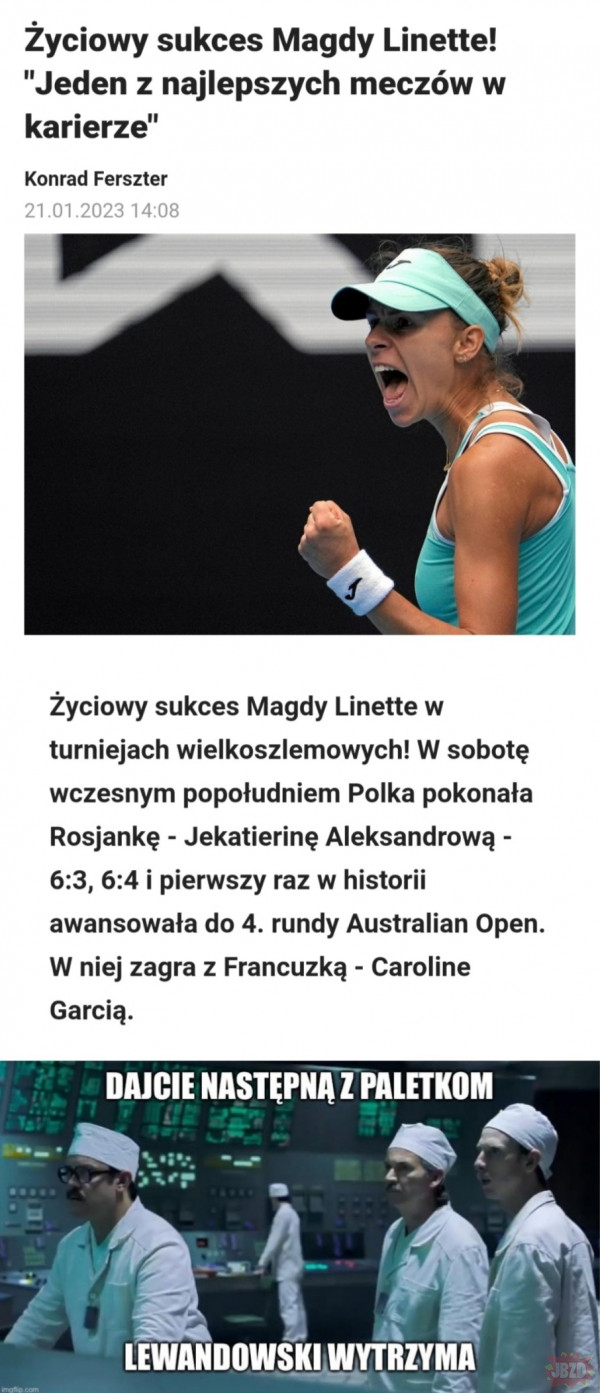 Życiowy sukces Magdy Linette!
"Jeden z najlepszych meczów w
karierze"
Konrad Ferszter
21.01.2023 14:08
Życiowy sukces Magdy Linette w
turniejach wielkoszlemowych! W sobotę
wczesnym popołudniem Polka pokonała
Rosjankę - Jekatierinę Aleksandrową -
6:3, 6:4 i pierwszy raz w historii
awansowała do 4. rundy Australian Open.
W niej zagra z Francuzką - Caroline
Garcią.
DAJCIE NASTĘPNĄ Z PALETKOM
LEWANDOWSKI WYTRZYMA
imgflip.com
JBZD